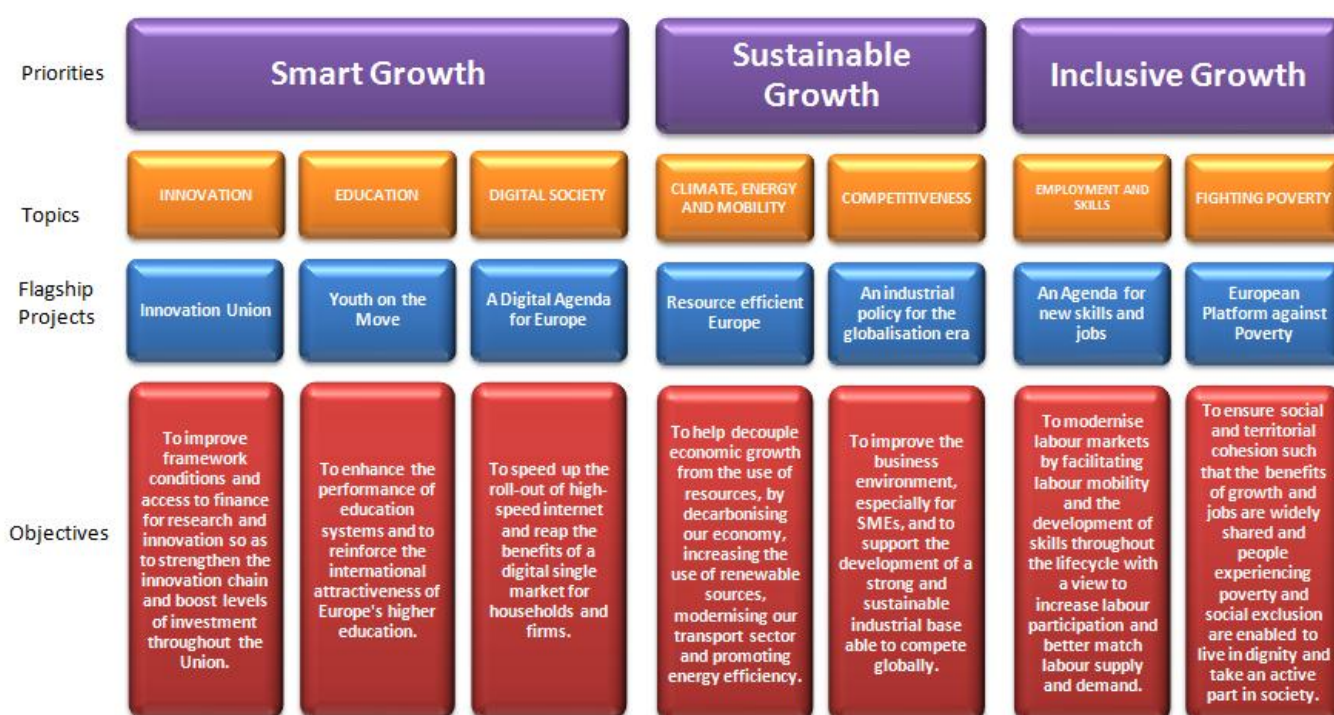 Priorities
Smart Growth
Sustainable
Growth
Inclusive Growth
Topics
INNOVATION
EDUCATION
DIGITAL SOCIETY
CLIMATE, ENERGY
AND MOBILITY
COMPETITIVENESS
EMPLOYMENT AND
SKILLS
FIGHTING POVERTY
Flagship
Projects
Innovation Union
Youth on the
Move
A Digital Agenda
for Europe
Resource efficient
Europe
An industrial
policy for the
globalisation era
An Agenda for
new skills and
jobs
European
Platform against
Poverty
Objectives
To improve
framework
conditions and
access to finance
for research and
innovation so as
to strengthen the
innovation chain
and boost levels
of investment
throughout the
Union.
To enhance the
performance of
education
systems and to
reinforce the
international
attractiveness of
Europe's higher
education.
To speed up the
roll-out of high-
speed internet
and reap the
benefits of a
digital single
market for
households and
firms.
To help decouple
economic growth
from the use of
resources, by
decarbonising
our economy,
increasing the
use of renewable
sources,
modernising our
transport sector
and promoting
energy efficiency.
To improve the
business
environment,
especially for
SMEs, and to
support the
development of a
strong and
sustainable
industrial base
able to compete
globally.
To modernise
labour markets
by facilitating
labour mobility
and the
development of
skills throughout
the lifecycle with
a view to
increase labour
participation and
better match
labour supply
and demand.
To ensure social
and territorial
cohesion such
that the benefits
of growth and
jobs are widely
shared and
people
experiencing
poverty and
social exclusion
are enabled to
live in dignity and
take an active
part in society.